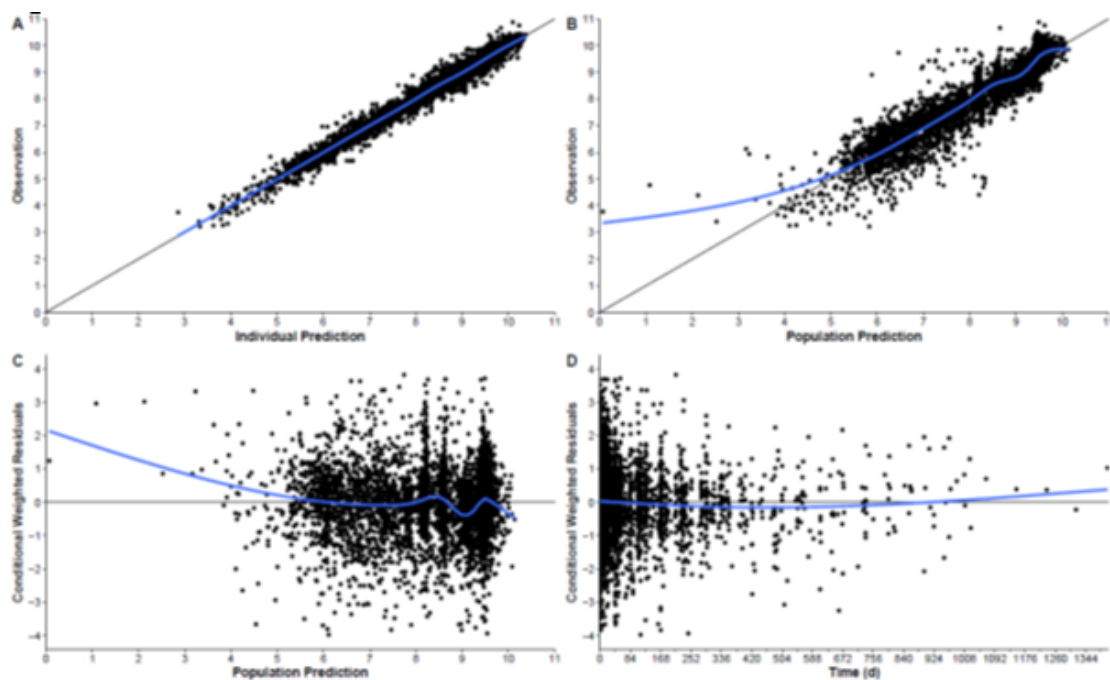 A
11
10
9
8
7
6
5
4
3
2
1
0
Observation
0 1 2 3 4 5 6 7 8 9 10 11
Individual Prediction
B
11
10
9
8
7
6
5
4
3
2
1
0
Observation
0 1 2 3 4 5 6 7 8 9 10 11
Population Prediction
C
4
3
2
1
0
−1
−2
−3
−4
Conditional Weighted Residuals
0 1 2 3 4 5 6 7 8 9 10 11
Population Prediction
D
4
3
2
1
0
−1
−2
−3
−4
Conditional Weighted Residuals
0 84 168 252 336 420 504 588 672 756 840 924 1008 1092 1176 1260 1344
Time (d)